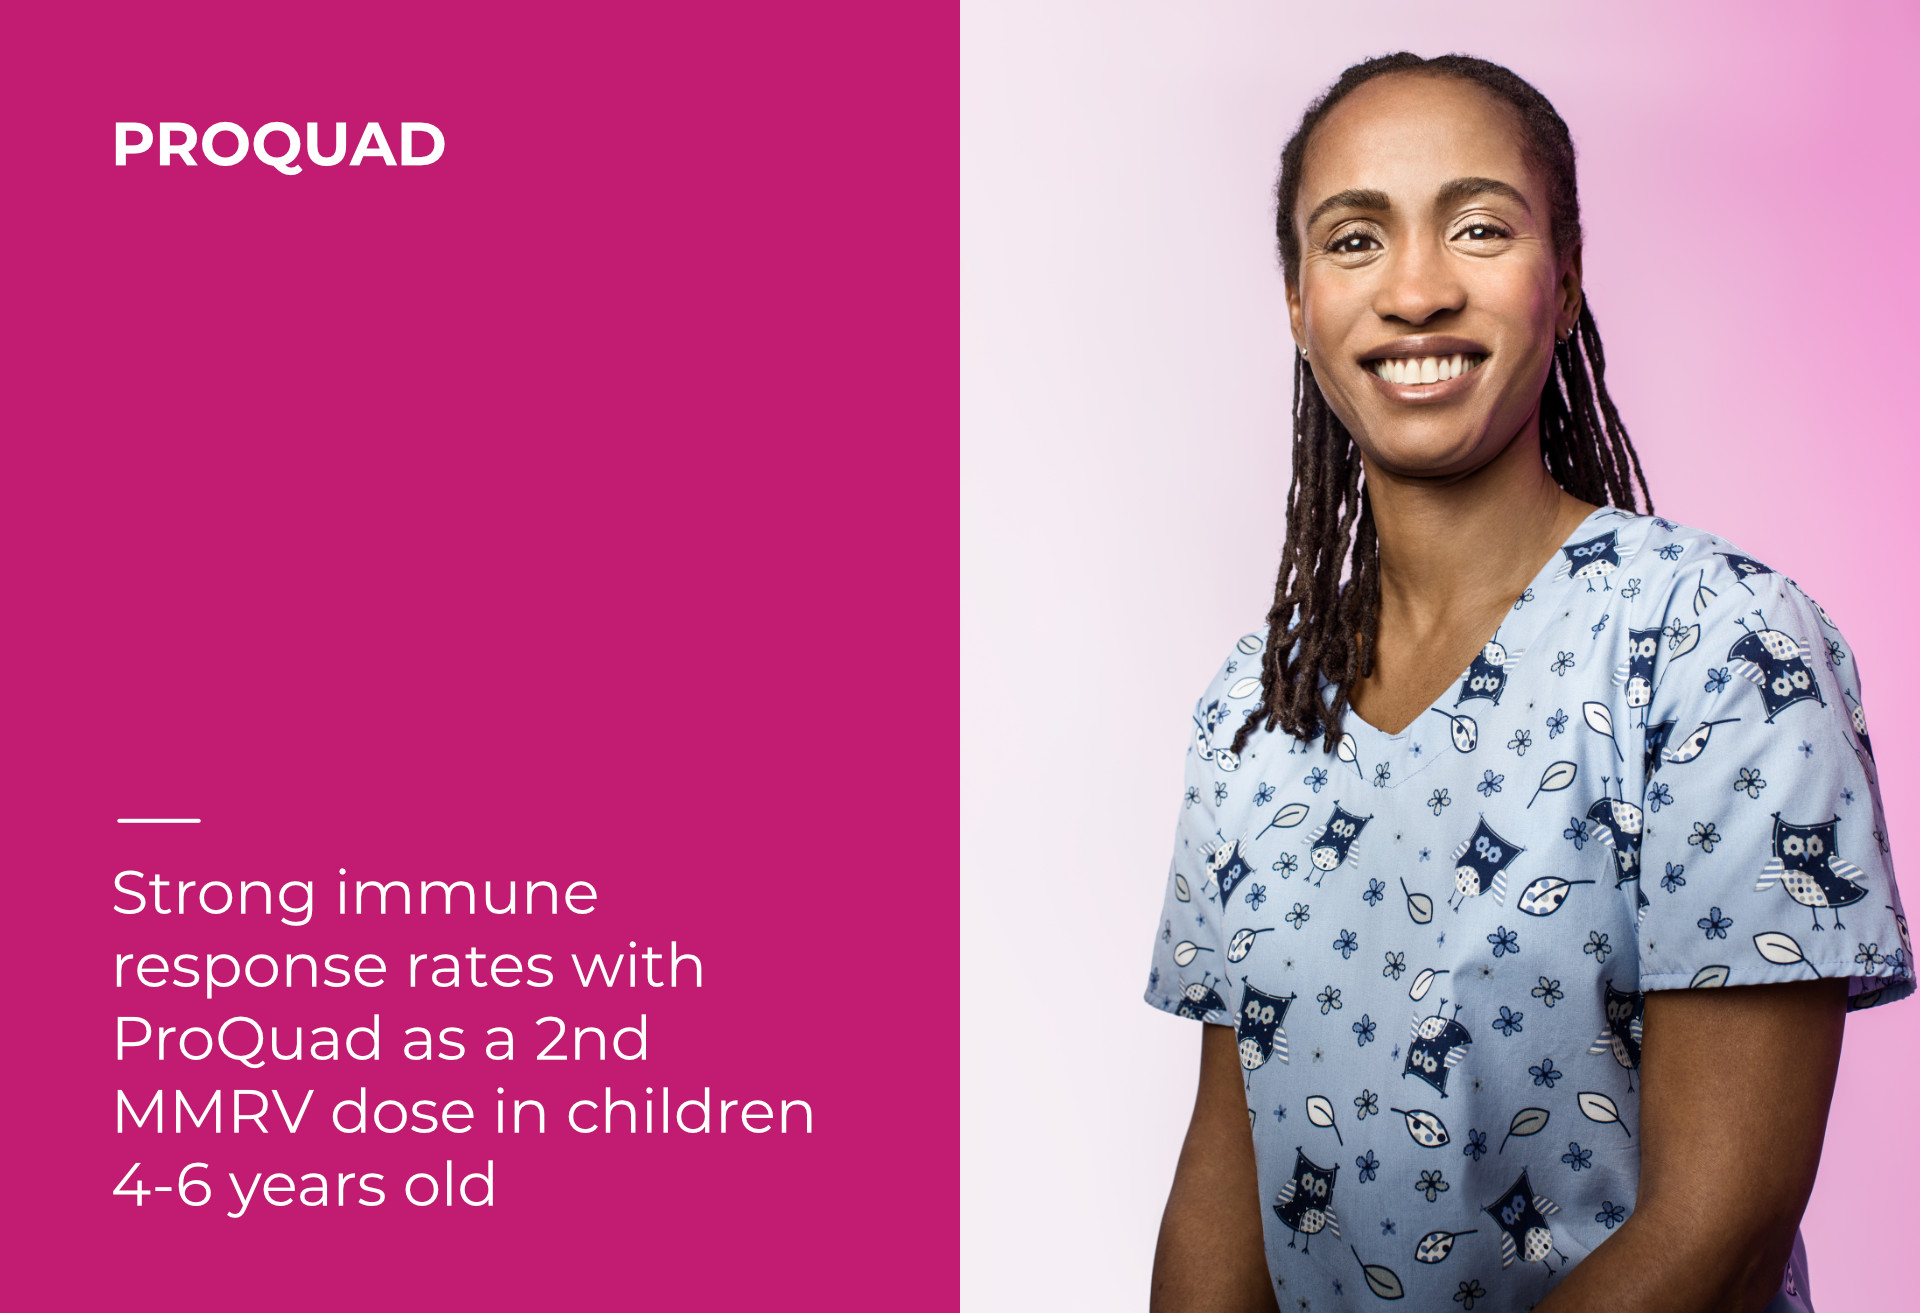 PROQUAD
Strong immune
response rates with
ProQuad as a 2nd
MMRV dose in children
4-6 years old